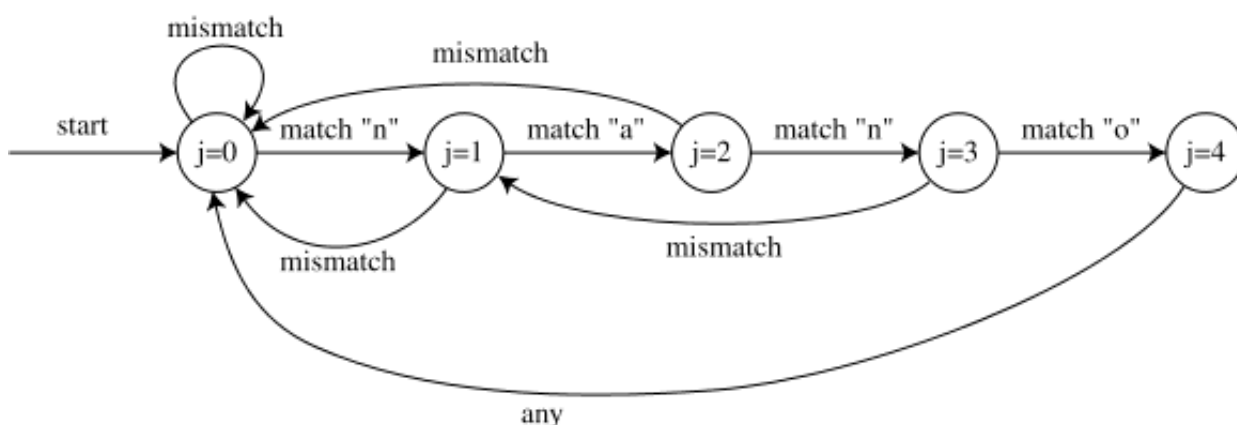 mismatch
mismatch
start
match "n"
match "a"
match "n"
match "o"
j=0
j=1
j=2
j=3
j=4
mismatch
mismatch
any